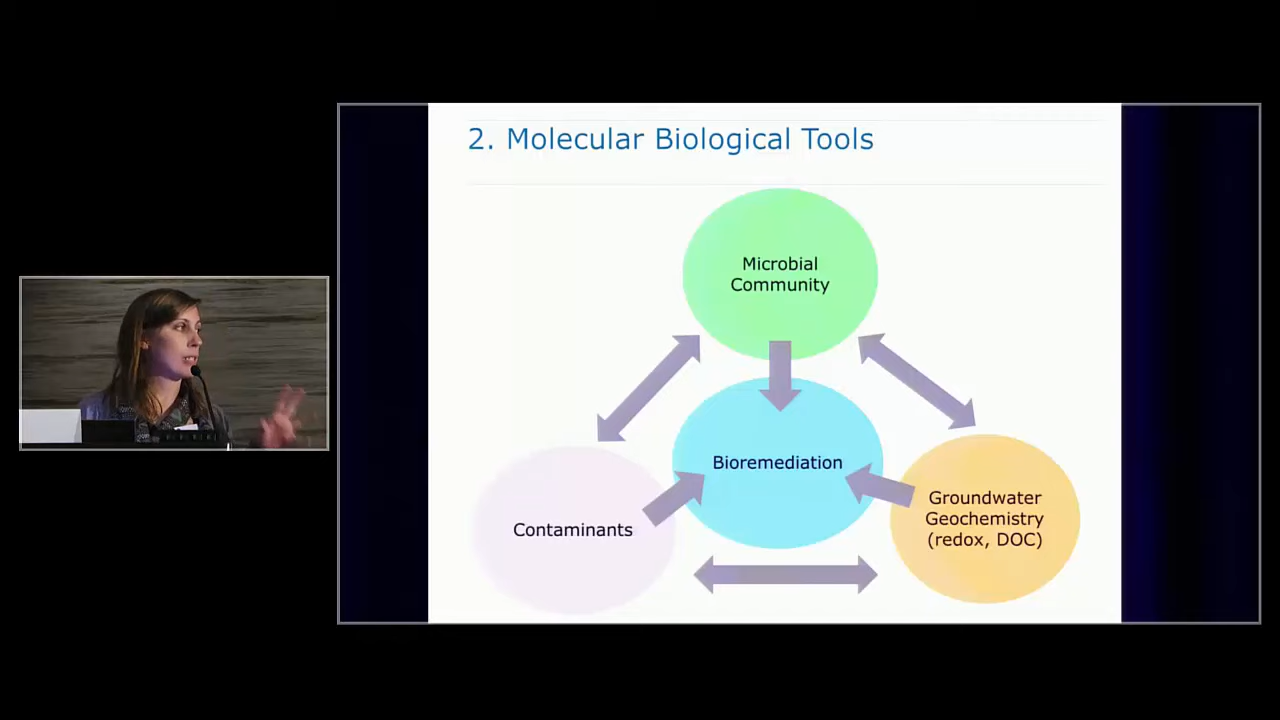 2. Molecular Biological Tools
Microbial
Community
Bioremediation
Contaminants
Groundwater
Geochemistry
(redox, DOC)